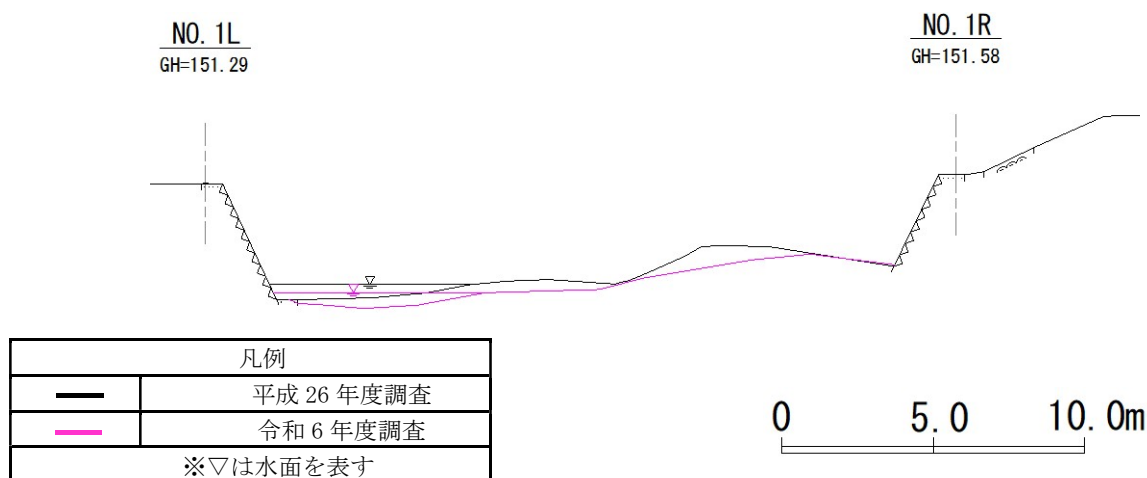 NO. 1L
GH=151.29
NO. 1R
GH=151.58
凡例
平成 26 年度調査
令和 6 年度調査
※▽は水面を表す
0 5.0 10.0m